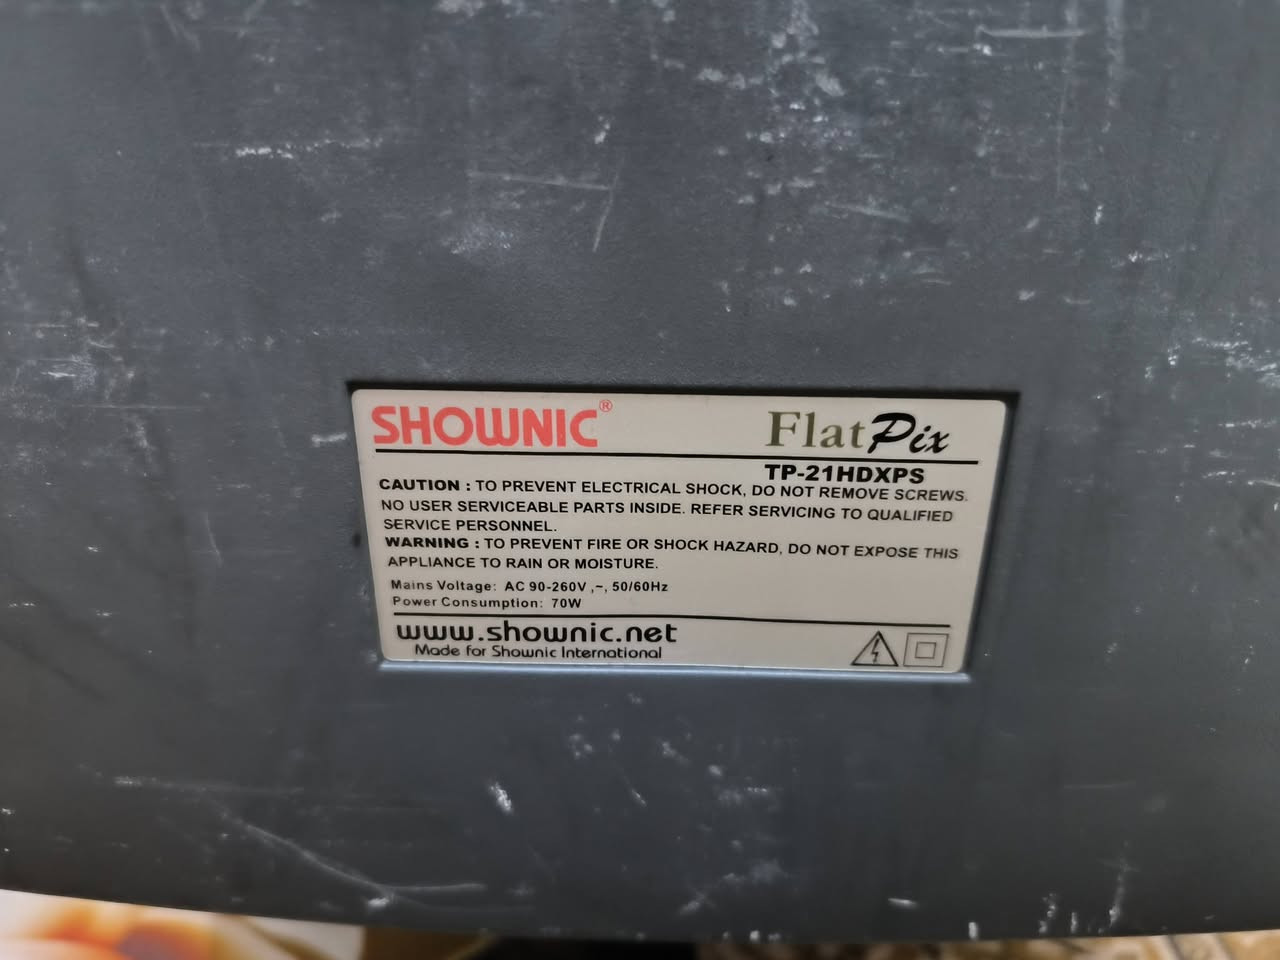 SHOWNIC®
FlatPix
TP-21HDXPS
CAUTION : TO PREVENT ELECTRICAL SHOCK, DO NOT REMOVE SCREWS.
NO USER SERVICEABLE PARTS INSIDE. REFER SERVICING TO QUALIFIED
SERVICE PERSONNEL.
WARNING : TO PREVENT FIRE OR SHOCK HAZARD, DO NOT EXPOSE THIS
APPLIANCE TO RAIN OR MOISTURE.
Mains Voltage: AC 90-260V ,~, 50/60Hz
Power Consumption: 70W
www.shownic.net
Made for Shownic International